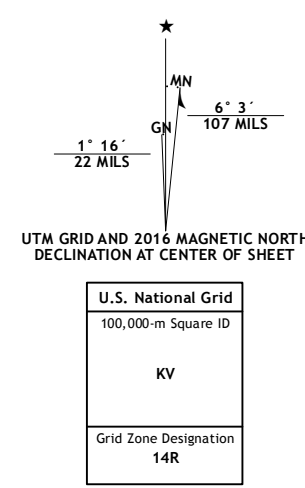 ★
MN
6° 3´
107 MILS
GN
1° 16´
22 MILS
UTM GRID AND 2016 MAGNETIC NORTH
DECLINATION AT CENTER OF SHEET
U.S. National Grid
100,000-m Square ID
KV
Grid Zone Designation
14R